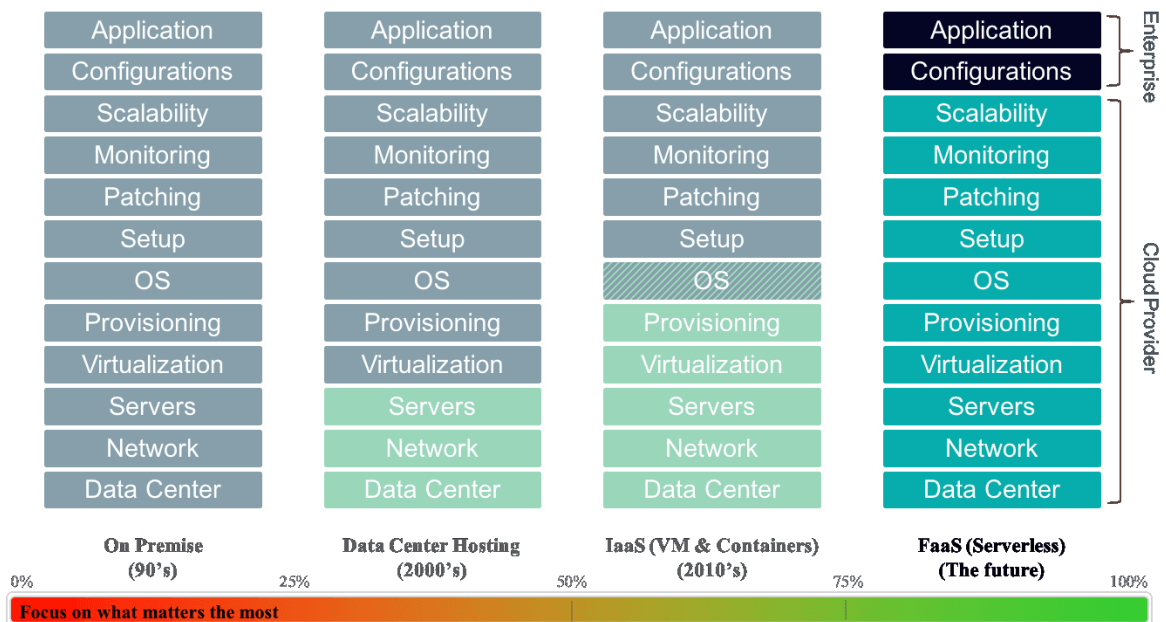 Application
Configurations
Scalability
Monitoring
Patching
Setup
OS
Provisioning
Virtualization
Servers
Network
Data Center
On Premise
(90's)
Application
Configurations
Scalability
Monitoring
Patching
Setup
OS
Provisioning
Virtualization
Servers
Network
Data Center
Data Center Hosting
(2000's)
Application
Configurations
Scalability
Monitoring
Patching
Setup
OS
Provisioning
Virtualization
Servers
Network
Data Center
IaaS (VM & Containers)
(2010's)
Application
Configurations
Scalability
Monitoring
Patching
Setup
OS
Provisioning
Virtualization
Servers
Network
Data Center
FaaS (Serverless)
(The future)
Enterprise
Cloud Provider
0%
25%
50%
75%
100%
Focus on what matters the most